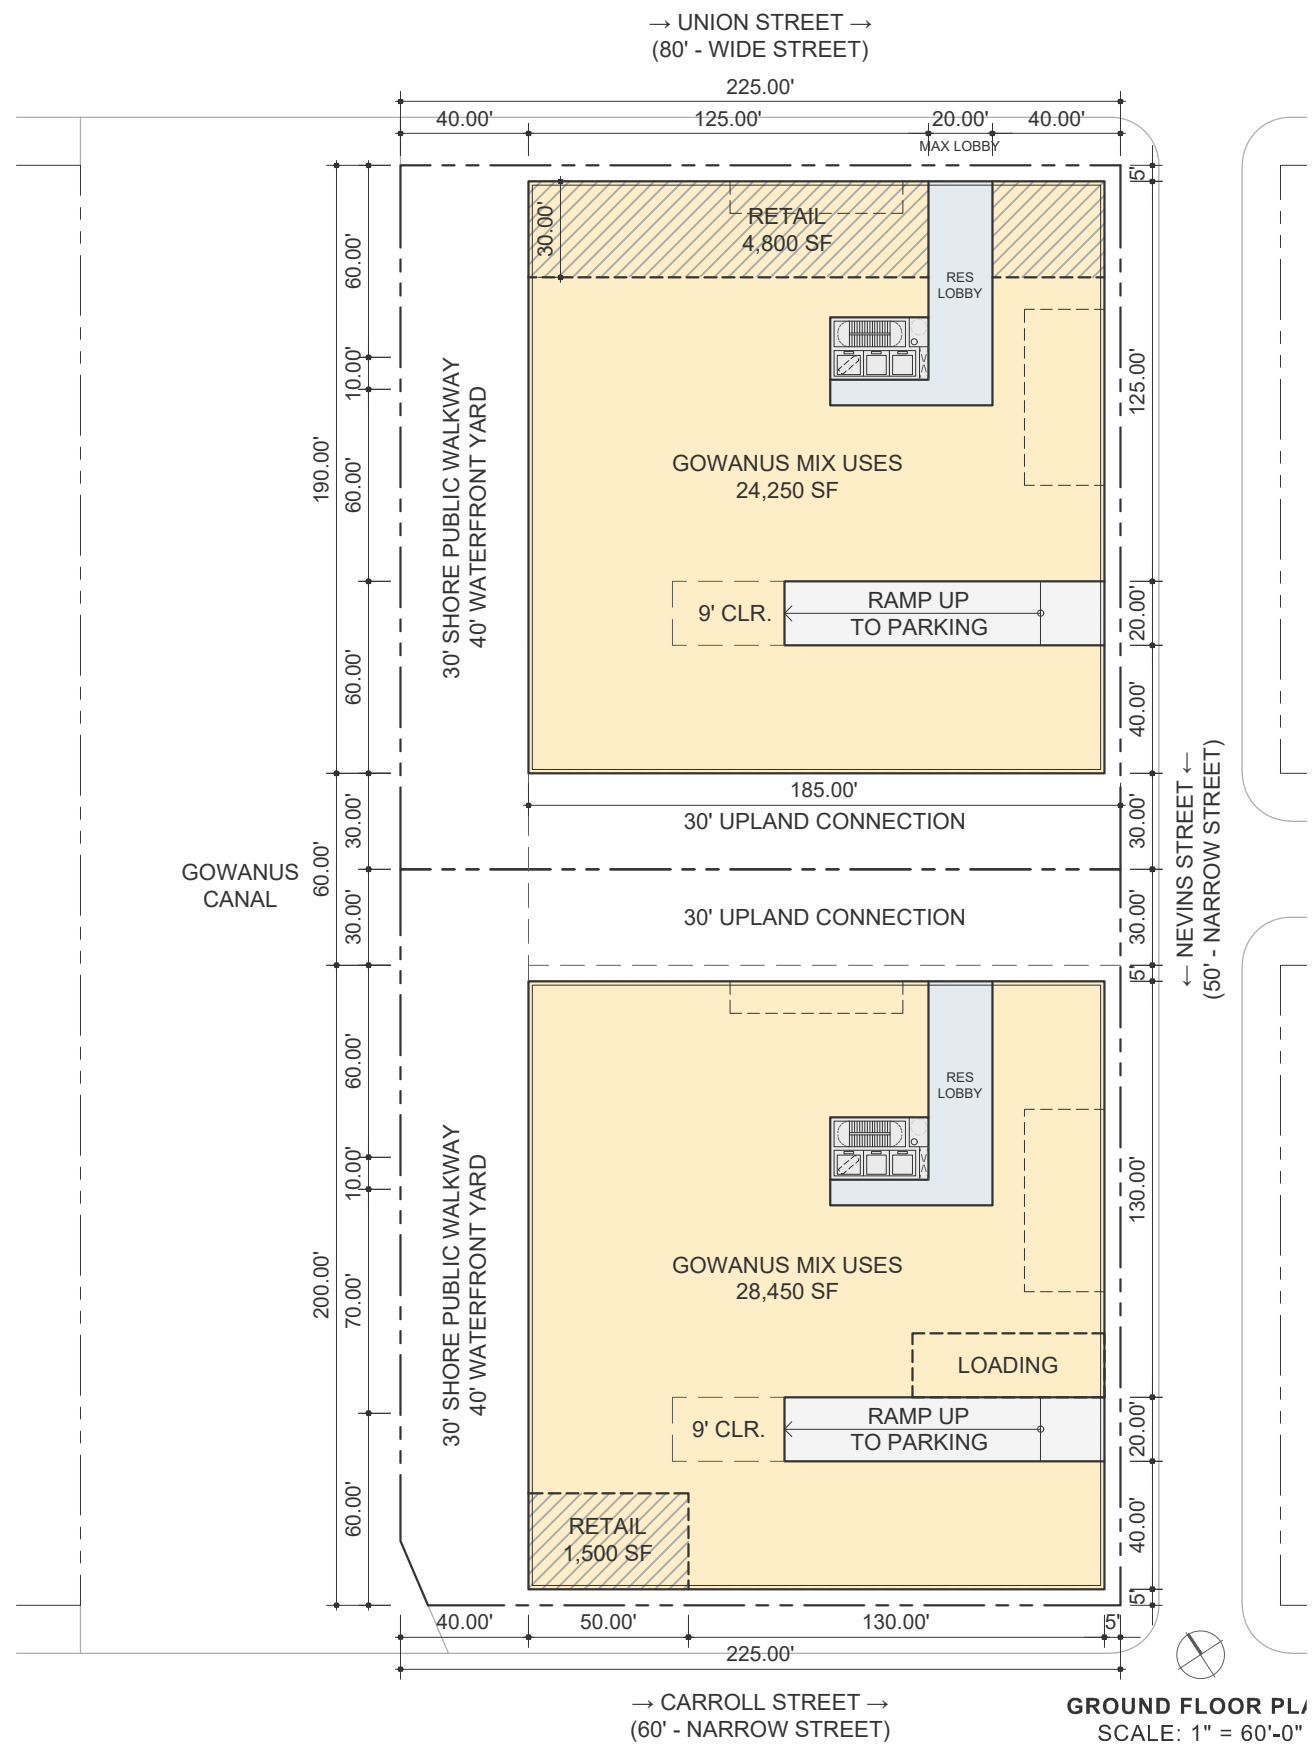 → UNION STREET →
(80' - WIDE STREET)
225.00'
40.00' 125.00' 20.00' 40.00'
MAX LOBBY
5'
30.00'
RETAIL
4,800 SF
60.00'
RES
LOBBY
10.00'
125.00'
190.00'
60.00'
30' SHORE PUBLIC WALKWAY
40' WATERFRONT YARD
GOWANUS MIX USES
24,250 SF
9' CLR.
RAMP UP
TO PARKING
20.00'
60.00'
40.00'
185.00'
30' UPLAND CONNECTION
30.00'
30.00'
GOWANUS
CANAL
60.00'
← NEVINS STREET ←
(50' - NARROW STREET)
30' UPLAND CONNECTION
30.00'
30.00'
5'
60.00'
RES
LOBBY
10.00'
130.00'
200.00'
70.00'
30' SHORE PUBLIC WALKWAY
40' WATERFRONT YARD
GOWANUS MIX USES
28,450 SF
LOADING
9' CLR.
RAMP UP
TO PARKING
20.00'
60.00'
RETAIL
1,500 SF
40.00'
5'
40.00' 50.00' 130.00' 5'
225.00'
→ CARROLL STREET →
(60' - NARROW STREET)
GROUND FLOOR PLA
SCALE: 1" = 60'-0"